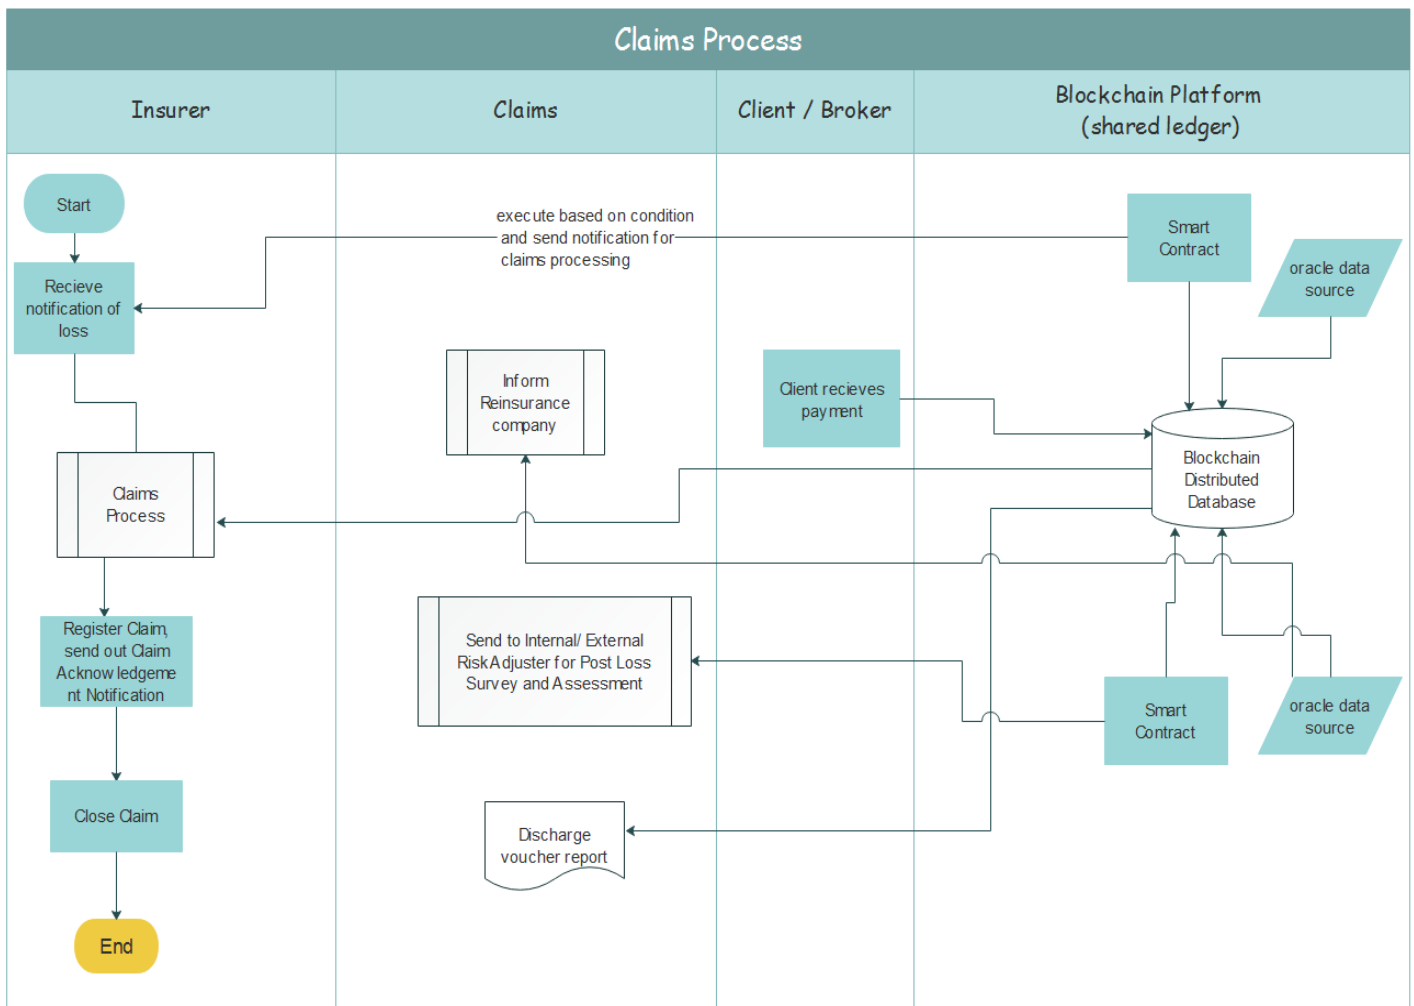 Claims Process
Insurer
Claims
Client / Broker
Blockchain Platform
(shared ledger)
Start
Recieve
notification of
loss
execute based on condition
and send notification for
claims processing
Smart
Contract
oracle data
source
Inform
Reinsurance
company
Client recieves
payment
Blockchain
Distributed
Database
Claims
Process
Register Claim,
send out Claim
Acknowledgeme
nt Notification
Send to Internal/ External
Risk Adjuster for Post Loss
Survey and Assessment
Smart
Contract
oracle data
source
Close Claim
Discharge
voucher report
End